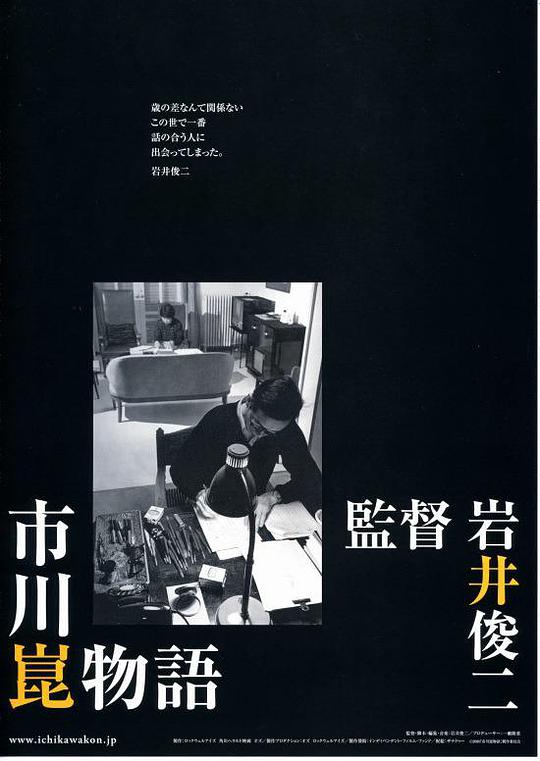 歳の差なんて関係ない
この世で一番
話の合う人に
出会ってしまった。
岩井俊二
市川崑物語
監督 岩井俊二
www.ichikawakon.jp